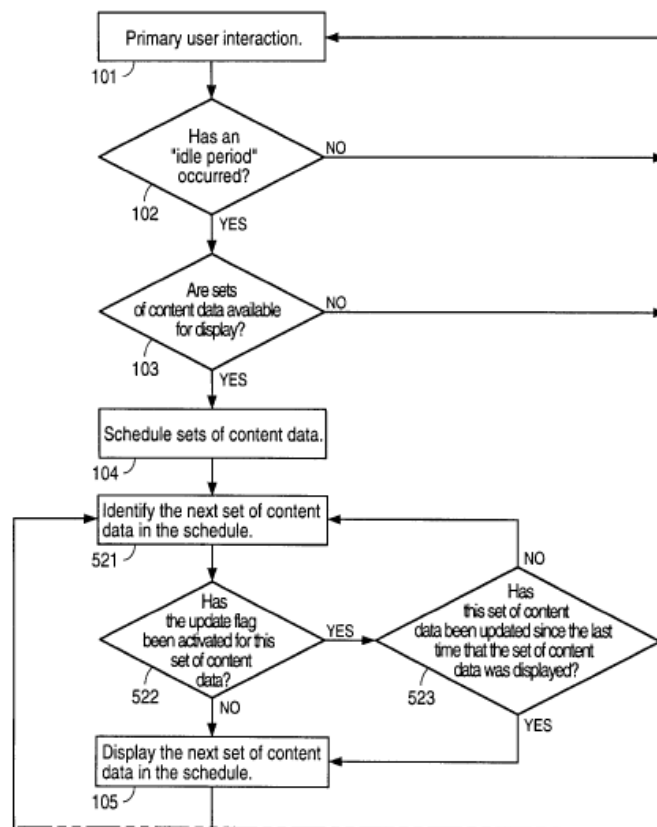 Primary user interaction.
101
Has an
"idle period"
occurred?
NO
102
YES
Are sets
of content data available
for display?
NO
103
YES
Schedule sets of content data.
104
Identify the next set of content
data in the schedule.
521
NO
Has
the update flag
been activated for this
set of content
data?
YES
Has
this set of content
data been updated since the last
time that the set of content
data was displayed?
522
523
NO
YES
Display the next set of content
data in the schedule.
105